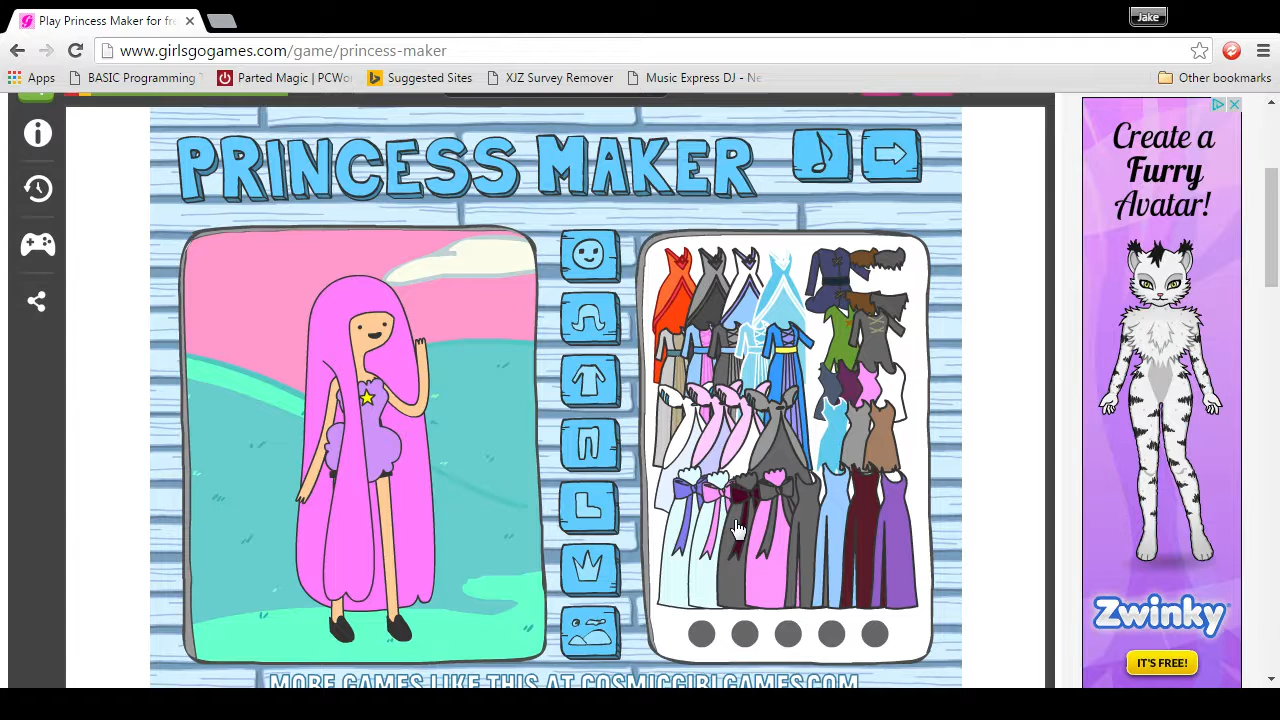 Play Princess Maker for fr
Jake
www.girlsgogames.com/game/princess-maker
Apps
BASIC Programming
Parted Magic | PCWo
Suggested Sites
XJZ Survey Remover
Music Express DJ - Ne
Other bookmarks
PRINCESS MAKER
Create a
Furry
Avatar!
Zwinky
IT'S FREE!
MORE GAMES LIKE THIS AT COSMICGIRLGAMES.COM